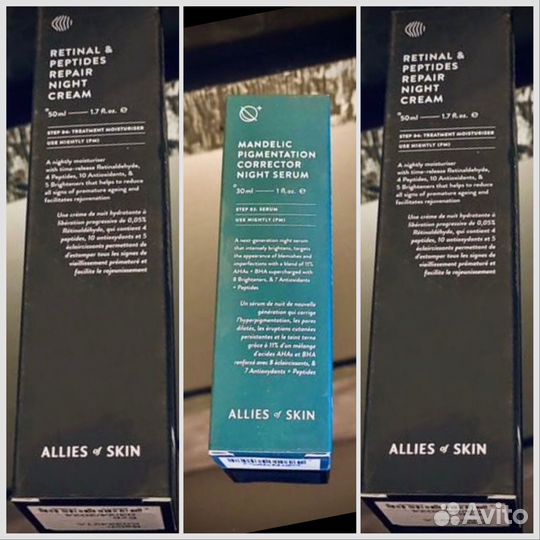 RETINAL &
PEPTIDES
REPAIR
NIGHT
CREAM
50ml — 1.7 fl.oz. e
STEP 04: TREATMENT MOISTURISER
USE NIGHTLY (PM)
A nightly moisturiser
with time-release Retinaldehyde,
4 Peptides, 10 Antioxidants, &
5 Brighteners that helps to reduce
all signs of premature ageing and
facilitates rejuvenation
Une crème de nuit hydratante à
libération progressive de 0,05%
Rétinaldéhyde, qui contient 4
peptides, 10 antioxydants et 5
éclaircissants permettant de
d'estomper tous les signes de
vieillissement prématuré et
facilite le rajeunissement
ALLIES of SKIN
MANDELIC
PIGMENTATION
CORRECTOR
NIGHT SERUM
30ml — 1 fl.oz. e
STEP 03: SERUM
USE NIGHTLY (PM)
A next-generation night serum
that intensely brightens, targets
the appearance of blemishes and
imperfections with a blend of 11%
AHAs + BHA supercharged with
8 Brighteners, & 7 Antioxidants
+ Peptides
Un sérum de nuit de nouvelle
génération qui corrige
l'hyperpigmentation, les pores
dilatés, les éruptions cutanées
persistantes et le teint terne
grâce à 11% d'un mélange
d'acides AHAs et BHA
renforcé avec 8 éclaircissants, &
7 Antioxydants + Peptides
ALLIES of SKIN
RETINAL &
PEPTIDES
REPAIR
NIGHT
CREAM
50ml — 1.7 fl.oz. e
STEP 04: TREATMENT MOISTURISER
USE NIGHTLY (PM)
A nightly moisturiser
with time-release Retinaldehyde,
4 Peptides, 10 Antioxidants, &
5 Brighteners that helps to reduce
all signs of premature ageing and
facilitates rejuvenation
Une crème de nuit hydratante à
libération progressive de 0,05%
Rétinaldéhyde, qui contient 4
peptides, 10 antioxydants et 5
éclaircissants permettant de
d'estomper tous les signes de
vieillissement prématuré et
facilite le rajeunissement
ALLIES of SKIN
Avito